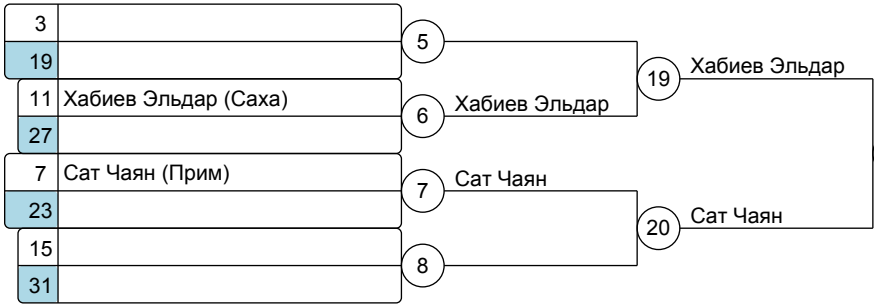 3
19
5
11 Хабиев Эльдар (Саха)
27
6 Хабиев Эльдар
19 Хабиев Эльдар
7 Сат Чаян (Прим)
23
7 Сат Чаян
15
31
8
20 Сат Чаян